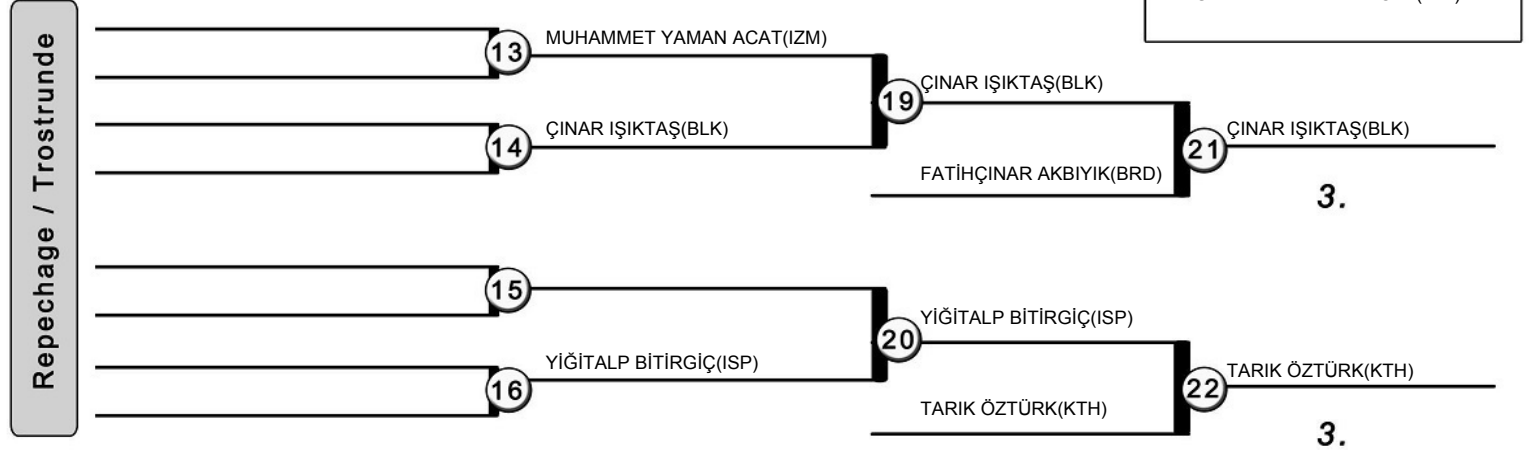 Repechage / Trostrunde
13
MUHAMMET YAMAN ACAT(IZM)
14
ÇINAR IŞIKTAŞ(BLK)
19
ÇINAR IŞIKTAŞ(BLK)
FATİHÇINAR AKBIYIK(BRD)
21
ÇINAR IŞIKTAŞ(BLK)
3.
15
16
YİĞİTALP BİTİRGİÇ(ISP)
20
YİĞİTALP BİTİRGİÇ(ISP)
TARIK ÖZTÜRK(KTH)
22
TARIK ÖZTÜRK(KTH)
3.